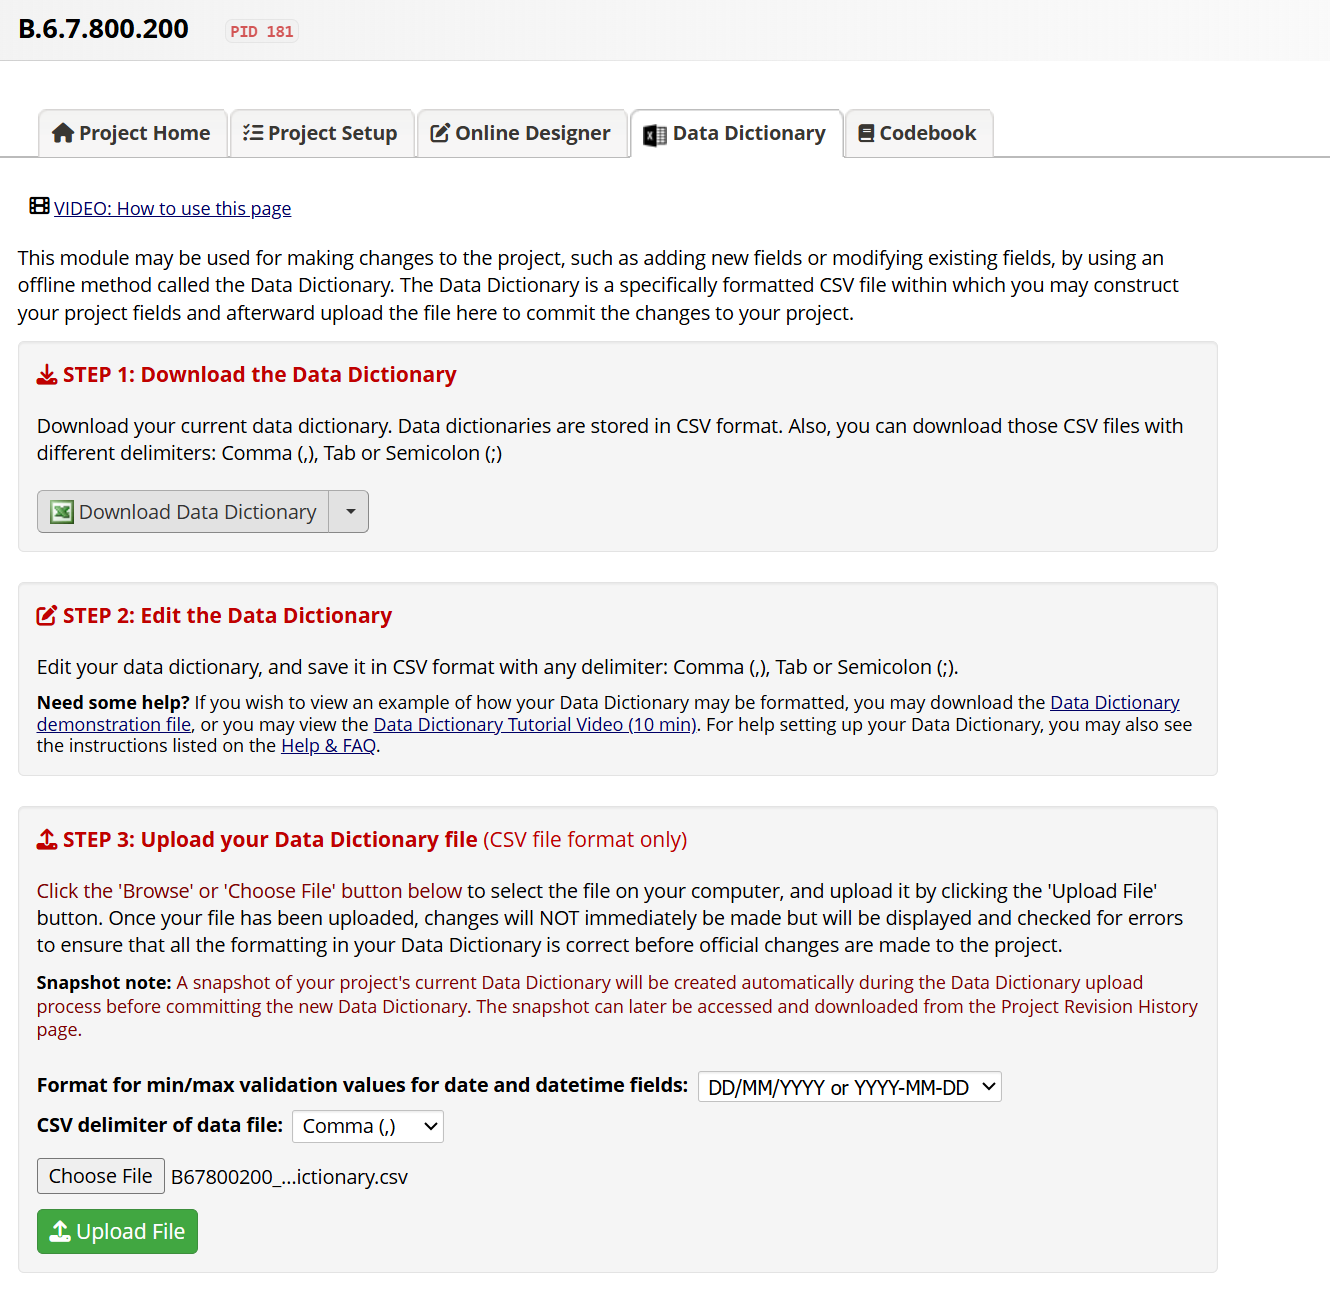 B.6.7.800.200 PID 181
Project Home Project Setup Online Designer Data Dictionary Codebook
VIDEO: How to use this page
This module may be used for making changes to the project, such as adding new fields or modifying existing fields, by using an
offline method called the Data Dictionary. The Data Dictionary is a specifically formatted CSV file within which you may construct
your project fields and afterward upload the file here to commit the changes to your project.
STEP 1: Download the Data Dictionary
Download your current data dictionary. Data dictionaries are stored in CSV format. Also, you can download those CSV files with
different delimiters: Comma (,), Tab or Semicolon (;)
Download Data Dictionary
STEP 2: Edit the Data Dictionary
Edit your data dictionary, and save it in CSV format with any delimiter: Comma (,), Tab or Semicolon (;).
Need some help? If you wish to view an example of how your Data Dictionary may be formatted, you may download the Data Dictionary
demonstration file, or you may view the Data Dictionary Tutorial Video (10 min). For help setting up your Data Dictionary, you may also see
the instructions listed on the Help & FAQ.
STEP 3: Upload your Data Dictionary file (CSV file format only)
Click the 'Browse' or 'Choose File' button below to select the file on your computer, and upload it by clicking the 'Upload File'
button. Once your file has been uploaded, changes will NOT immediately be made but will be displayed and checked for errors
to ensure that all the formatting in your Data Dictionary is correct before official changes are made to the project.
Snapshot note: A snapshot of your project's current Data Dictionary will be created automatically during the Data Dictionary upload
process before committing the new Data Dictionary. The snapshot can later be accessed and downloaded from the Project Revision History
page.
Format for min/max validation values for date and datetime fields: DD/MM/YYYY or YYYY-MM-DD
CSV delimiter of data file: Comma (,)
Choose File B67800200_...ictionary.csv
Upload File